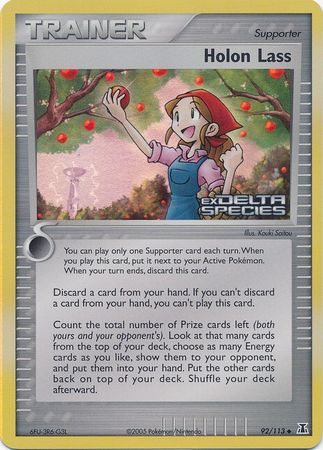 TRAINER
Supporter
Holon Lass
EX DELTA
SPECIES
Illus. Kouki Saitou
You can play only one Supporter card each turn. When
you play this card, put it next to your Active Pokémon.
When your turn ends, discard this card.
Discard a card from your hand. If you can't discard
a card from your hand, you can't play this card.
Count the total number of Prize cards left (both
yours and your opponent's). Look at that many cards
from the top of your deck, choose as many Energy
cards as you like, show them to your opponent,
and put them into your hand. Put the other cards
back on top of your deck. Shuffle your deck
afterward.
6FU-3R6-G3L
©2005 Pokémon/Nintendo
92/113 ◆